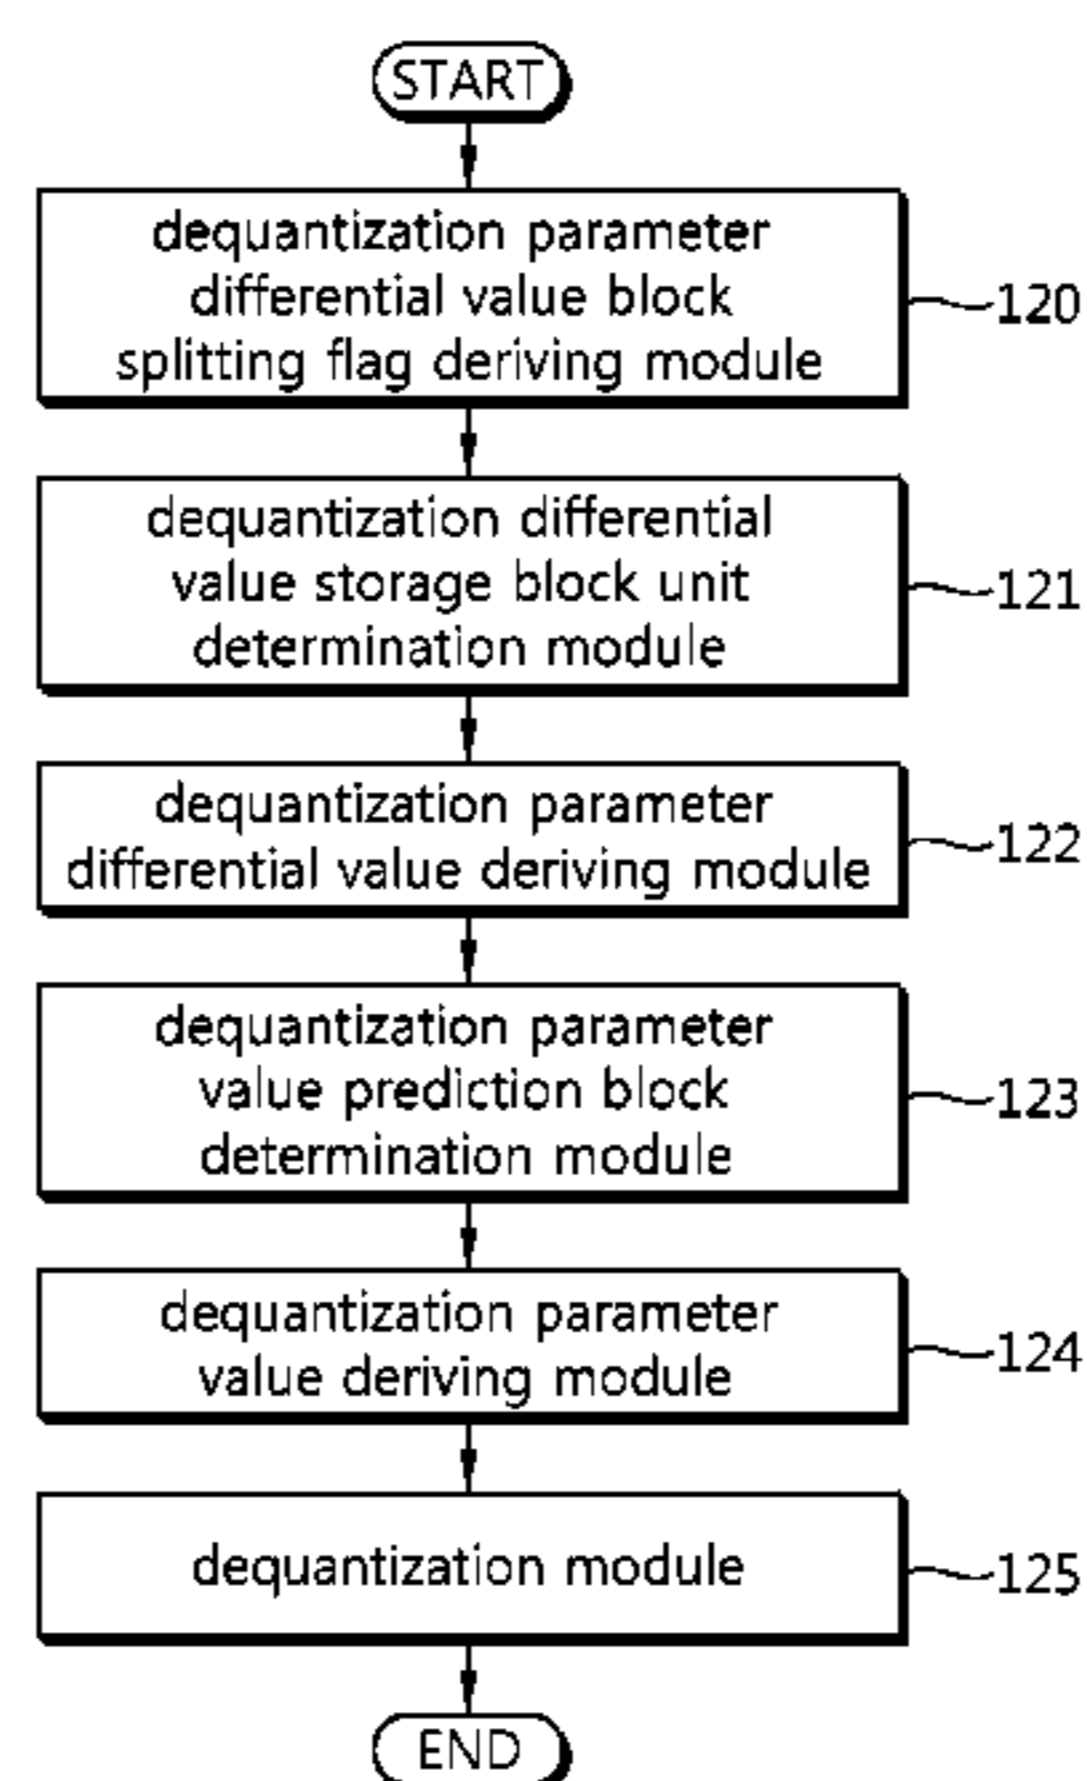 START
dequantization parameter
differential value block
splitting flag deriving module
120
dequantization differential
value storage block unit
determination module
121
dequantization parameter
differential value deriving module
122
dequantization parameter
value prediction block
determination module
123
dequantization parameter
value deriving module
124
dequantization module
125
END